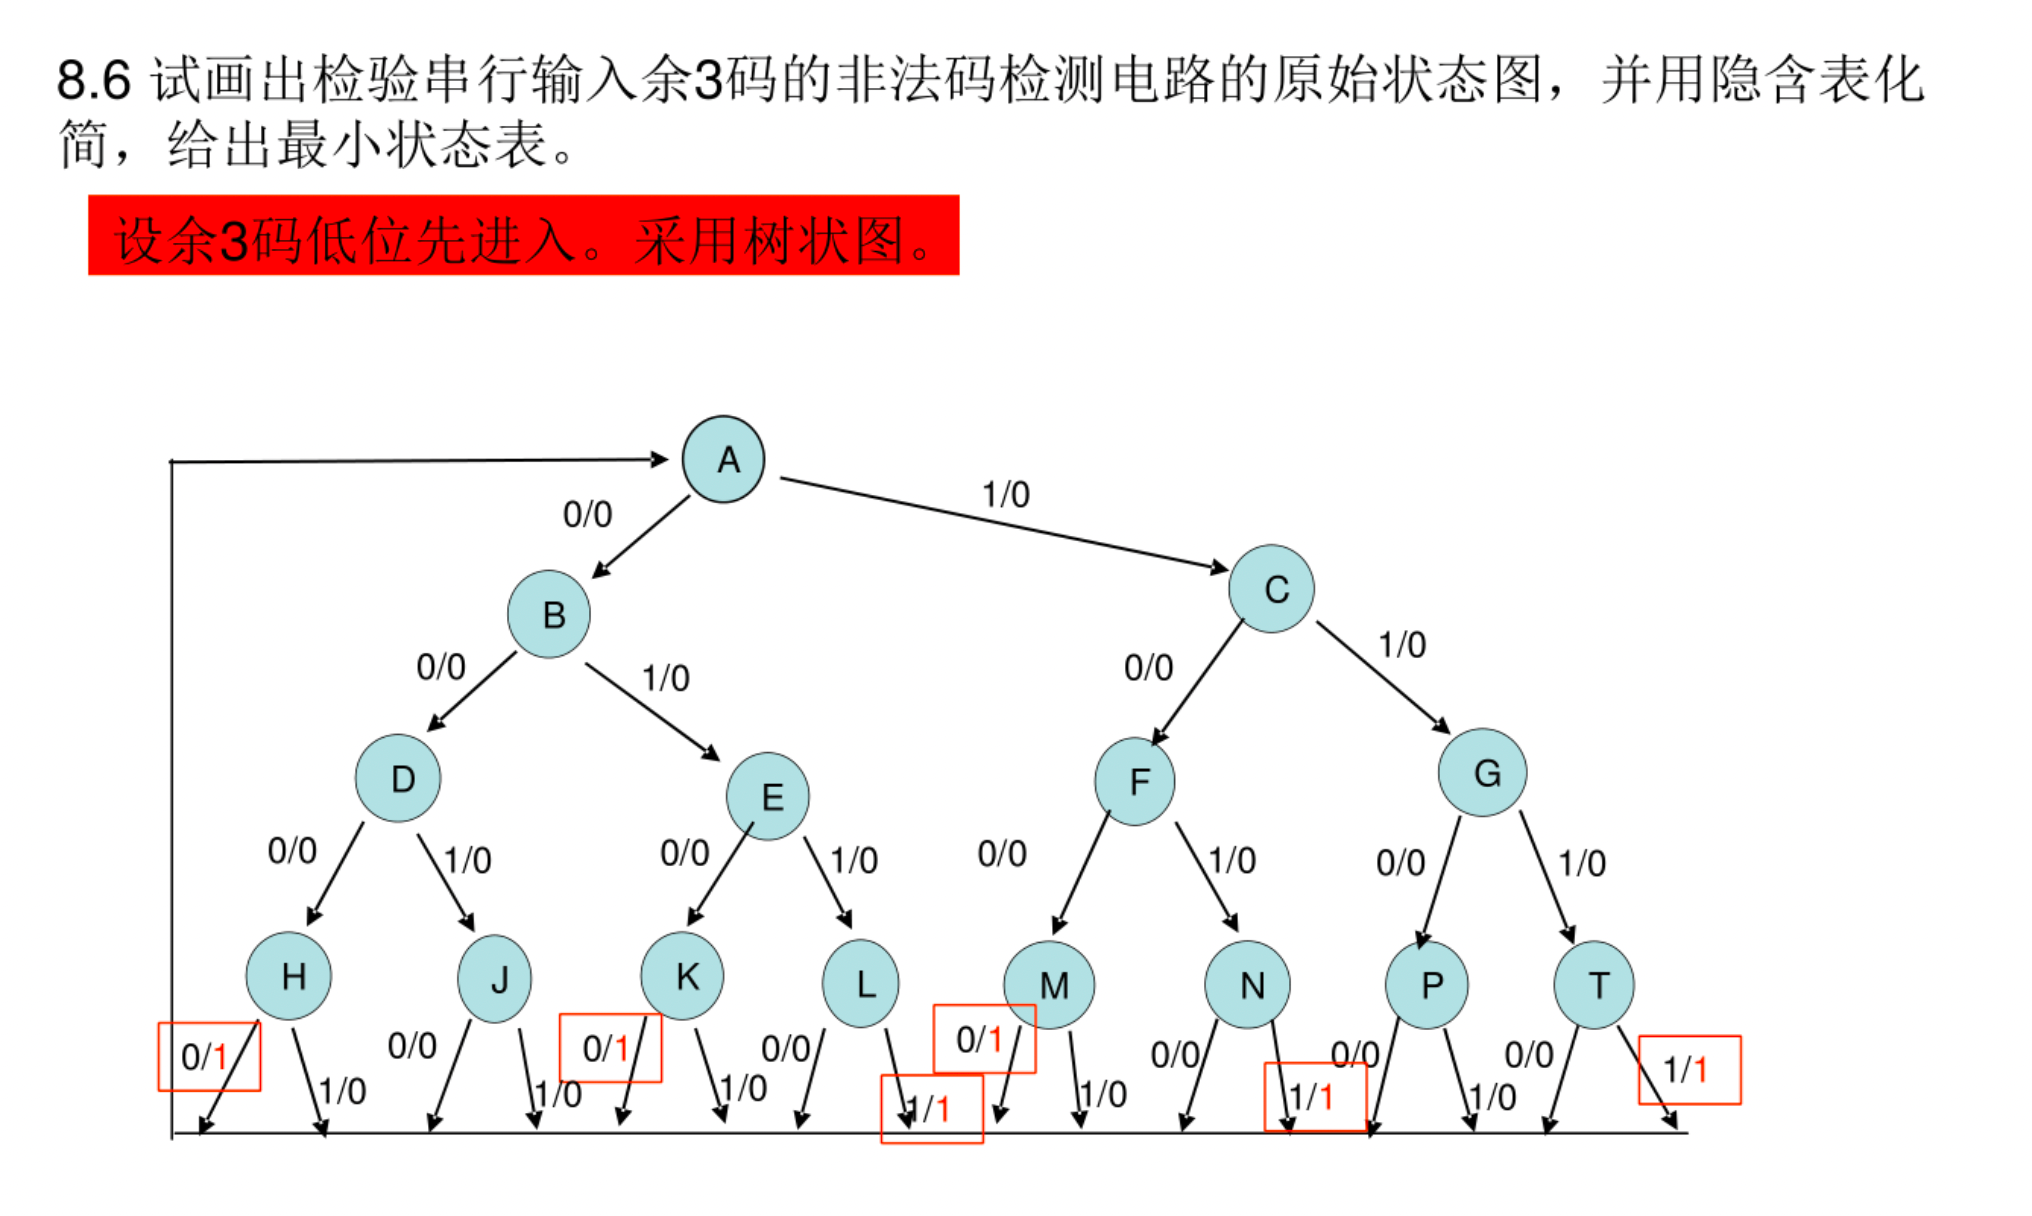 8.6 试画出检验串行输入余3码的非法码检测电路的原始状态图，并用隐含表化
简，给出最小状态表。
设余3码低位先进入。采用树状图。
A
0/0
1/0
B
C
0/0
1/0
0/0
1/0
D
E
F
G
0/0
1/0
0/0
1/0
0/0
1/0
0/0
1/0
H
J
K
L
M
N
P
T
0/1
1/0
0/0
1/0
0/1
1/0
0/0
1/1
0/1
1/0
0/0
1/1
0/0
1/0
0/0
1/1